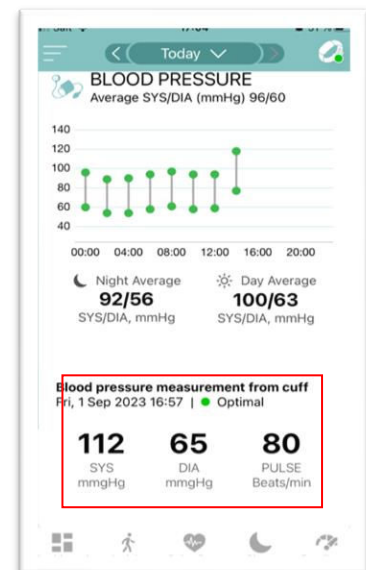 17:04
Today
BLOOD PRESSURE
Average SYS/DIA (mmHg) 96/60
140
120
100
80
60
40
00:00 04:00 08:00 12:00 16:00 20:00
Night Average Day Average
92/56 100/63
SYS/DIA, mmHg SYS/DIA, mmHg
Blood pressure measurement from cuff
Fri, 1 Sep 2023 16:57 | Optimal
112 65 80
SYS DIA PULSE
mmgHg mmgHg Beats/min